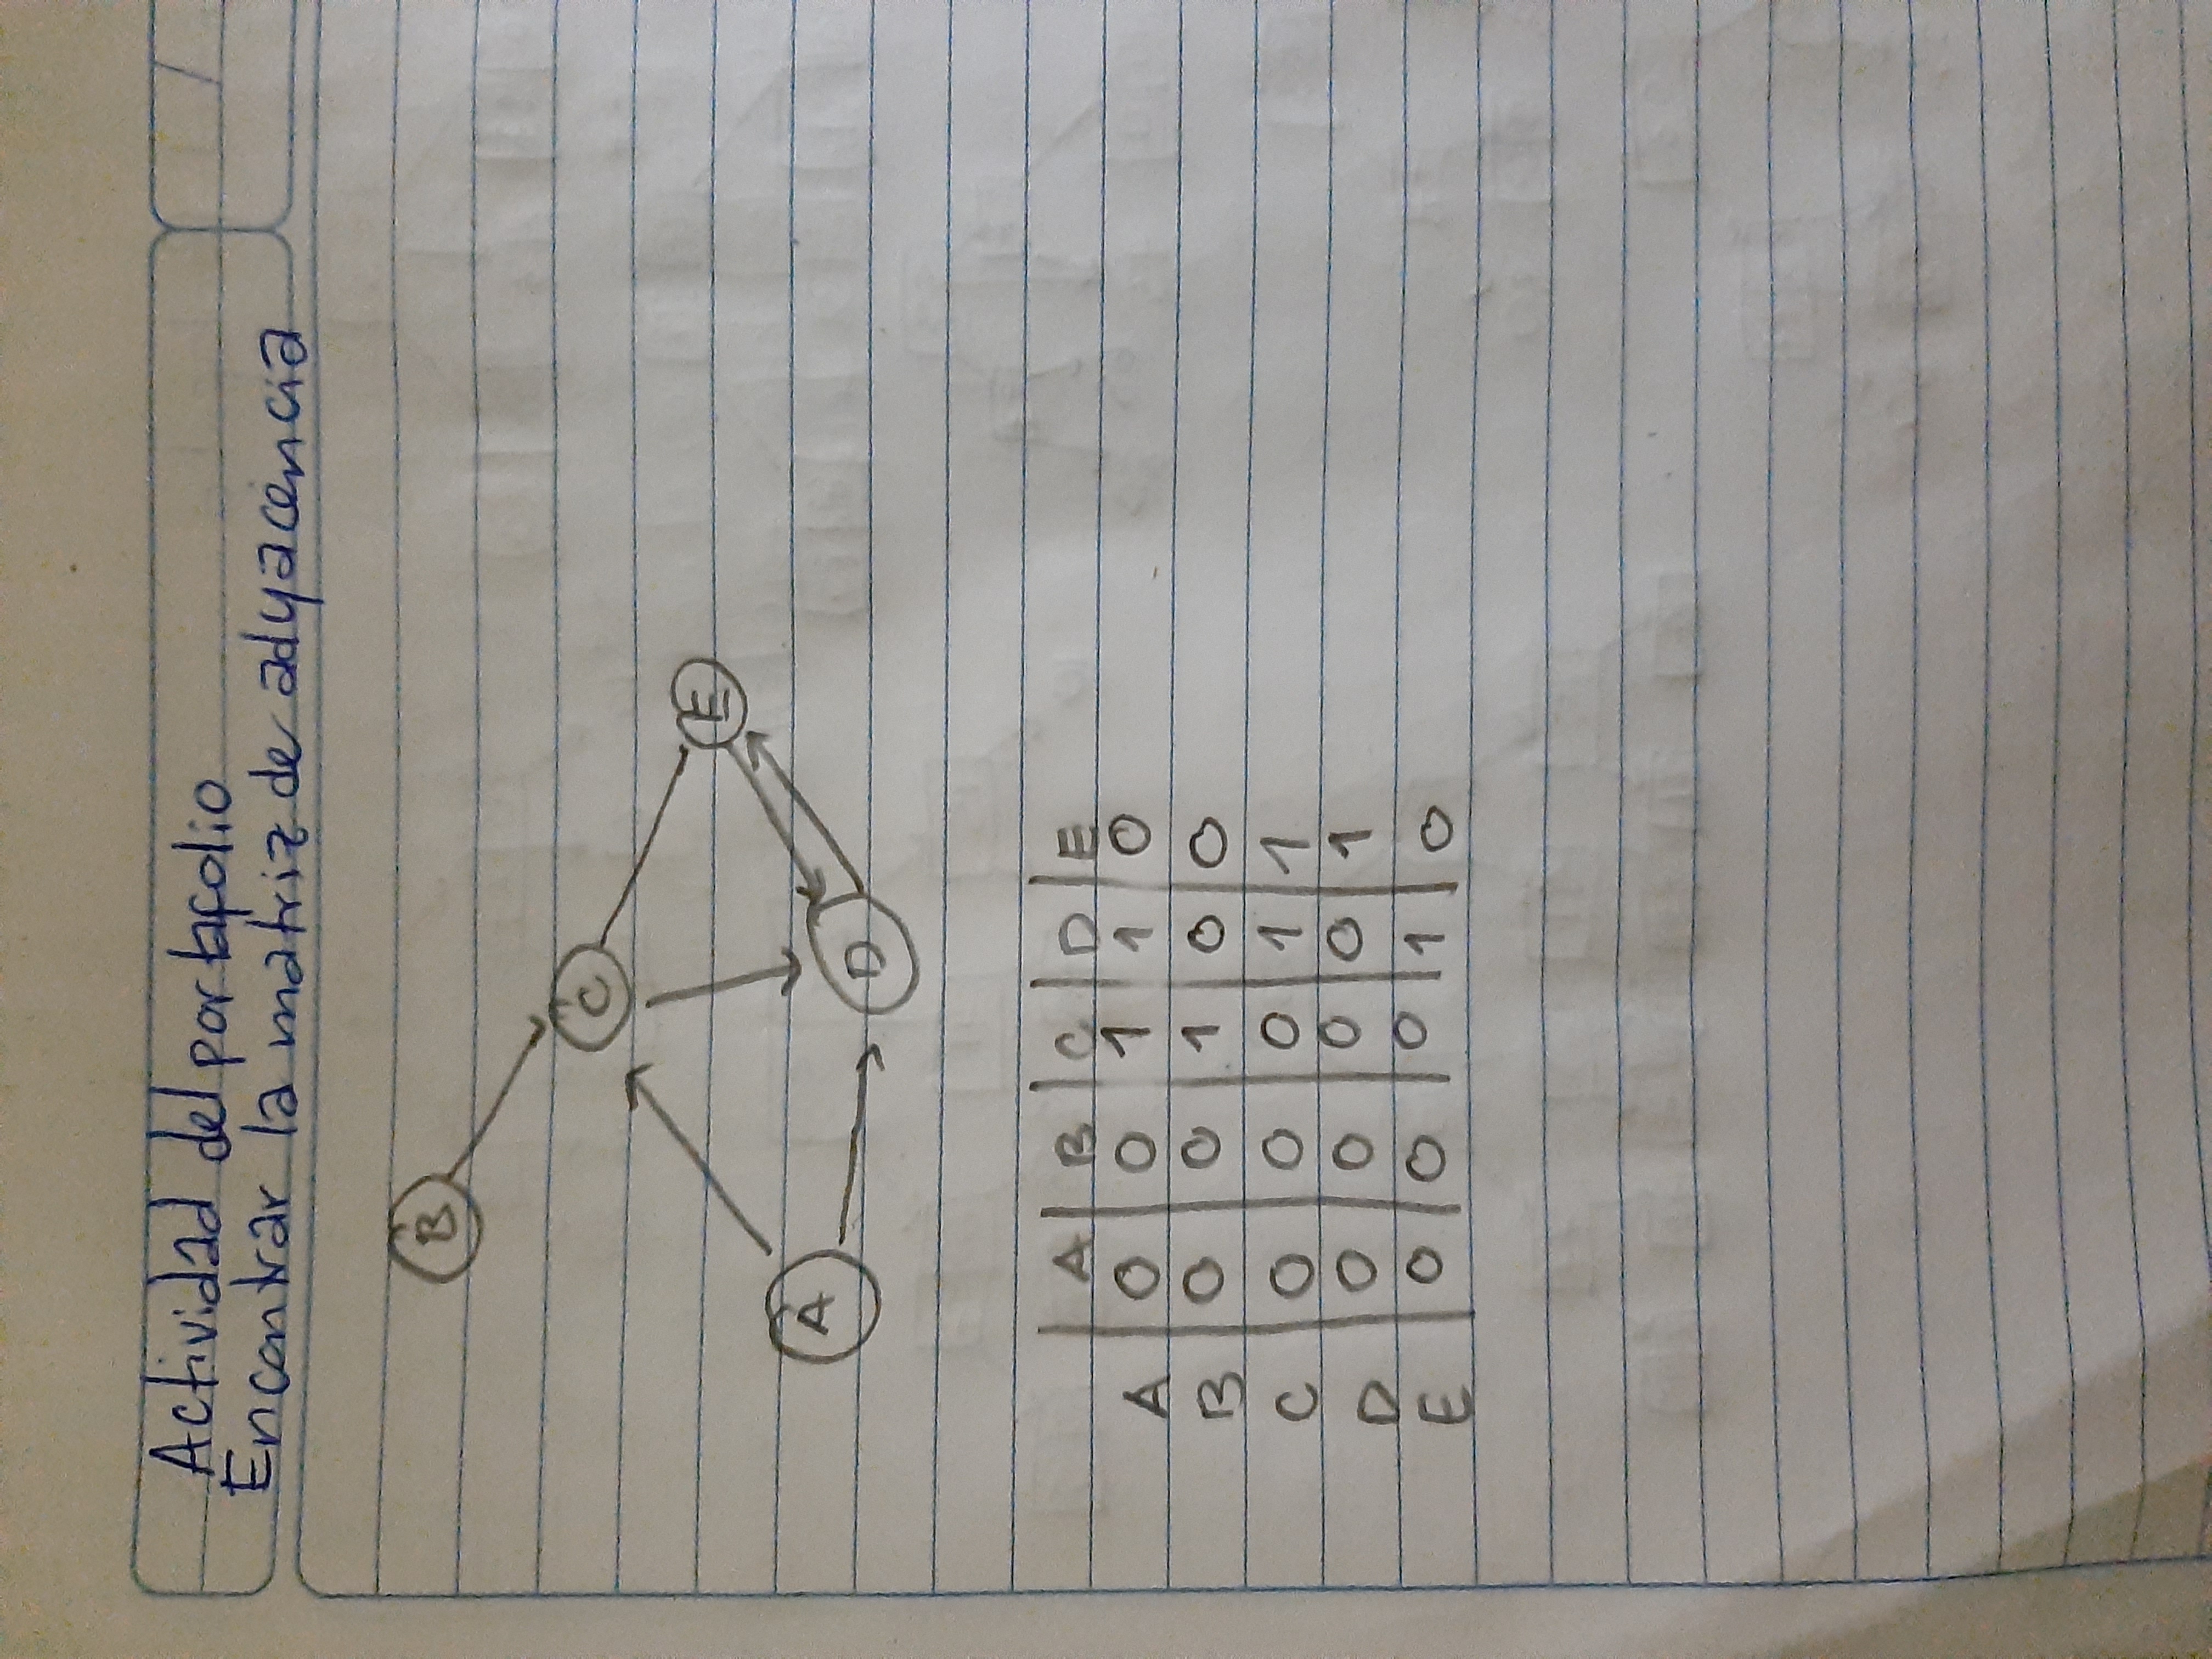 Actividad del portafolio
Encontrar la matriz de adyacencia
B
C
E
A
D
A B C D E
A 0 0 1 1 0
B 0 0 1 0 0
C 0 0 0 1 1
D 0 0 0 0 1
E 0 0 0 1 0